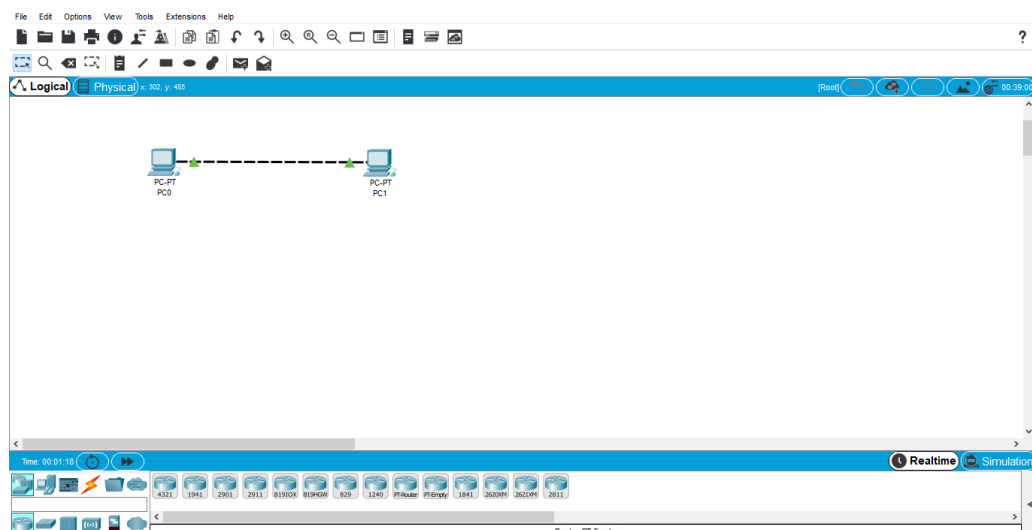 File Edit Options View Tools Extensions Help
?
Logical Physical x: 302, y: 485 [Root] 00:39:00
PC-PT
PC0
PC-PT
PC1
Time: 00:01:18 Realtime Simulation
4321 1941 2901 2911 819IOX 819HGW 829 1240 PT-Router PT-Empty 1841 2620XM 2621XM 2811